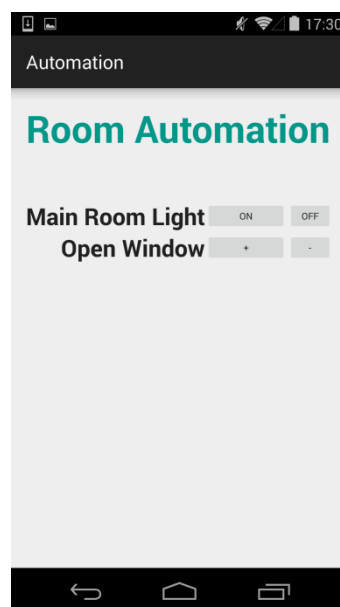 17:30
Automation
Room Automation
Main Room Light ON OFF
Open Window + -